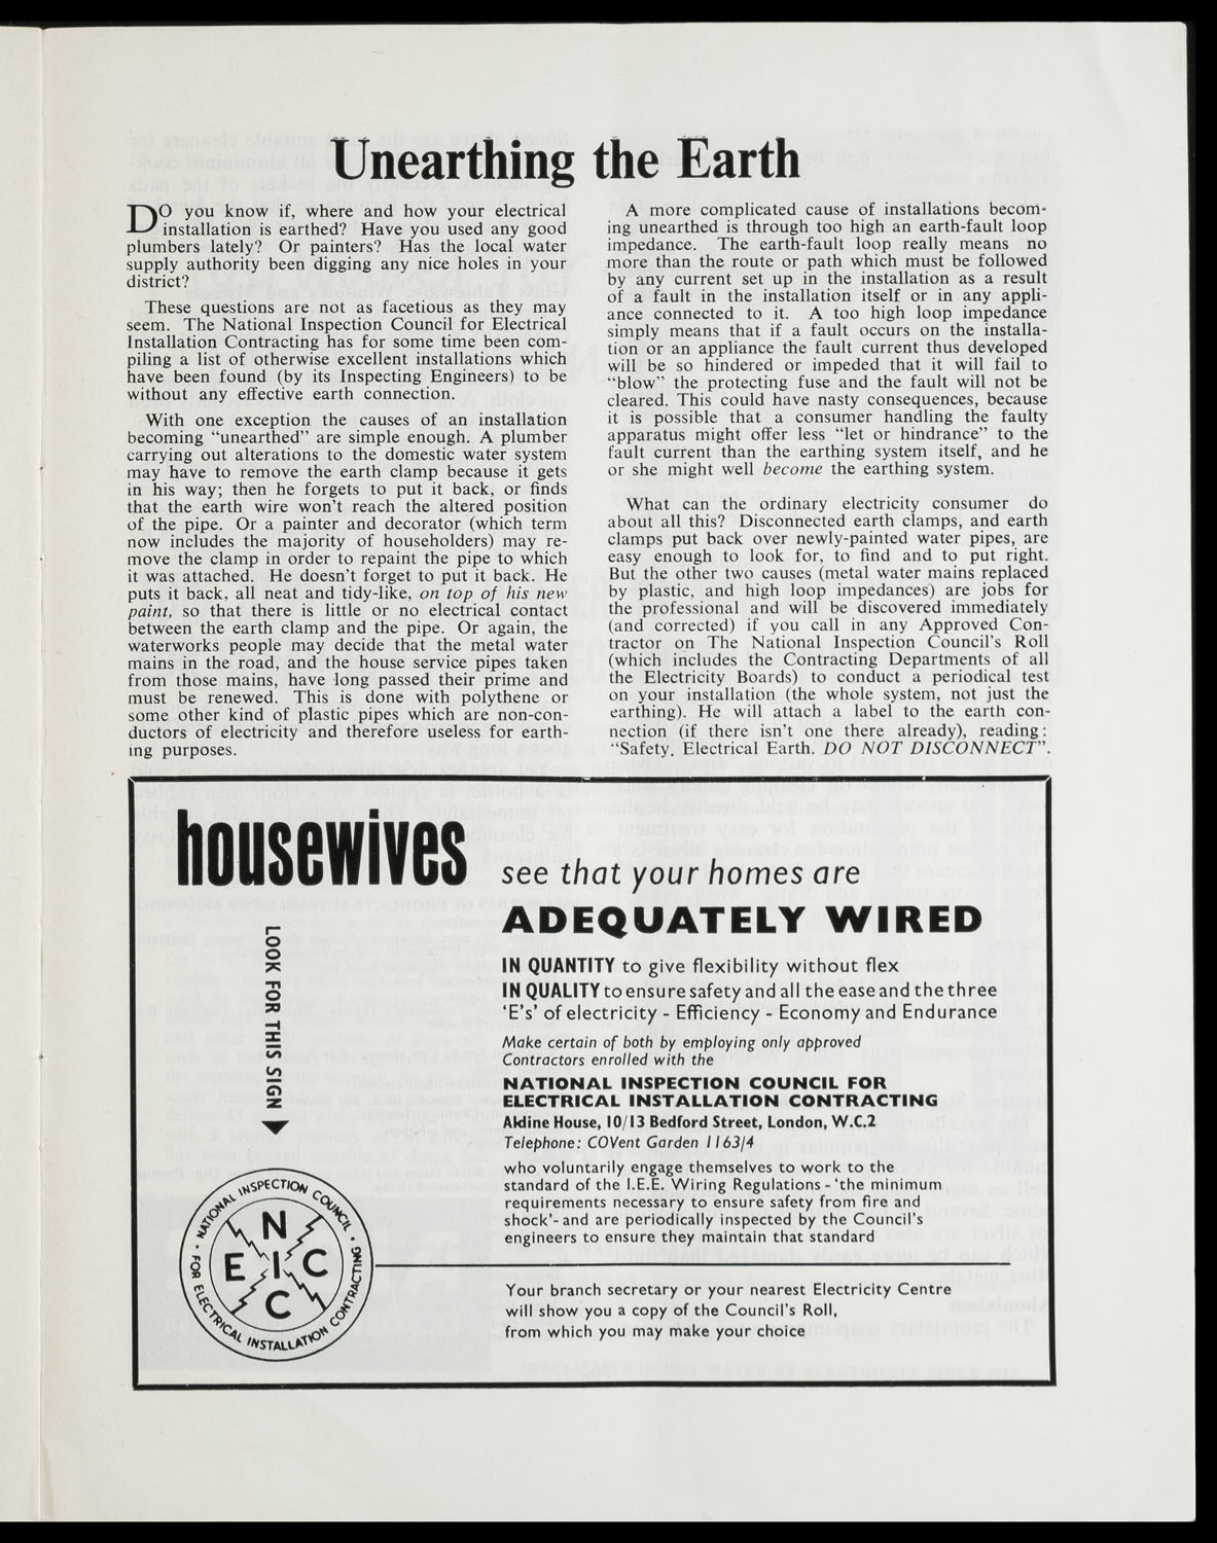 Unearthing the Earth
DO you know if, where and how your electrical
installation is earthed? Have you used any good
plumbers lately? Or painters? Has the local water
supply authority been digging any nice holes in your
district?
These questions are not as facetious as they may
seem. The National Inspection Council for Electrical
Installation Contracting has for some time been com-
piling a list of otherwise excellent installations which
have been found (by its Inspecting Engineers) to be
without any effective earth connection.
With one exception the causes of an installation
becoming "unearthed" are simple enough. A plumber
carrying out alterations to the domestic water system
may have to remove the earth clamp because it gets
in his way; then he forgets to put it back, or finds
that the earth wire won't reach the altered position
of the pipe. Or a painter and decorator (which term
now includes the majority of householders) may re-
move the clamp in order to repaint the pipe to which
it was attached. He doesn't forget to put it back. He
puts it back, all neat and tidy-like, on top of his new
paint, so that there is little or no electrical contact
between the earth clamp and the pipe. Or again, the
waterworks people may decide that the metal water
mains in the road, and the house service pipes taken
from those mains, have long passed their prime and
must be renewed. This is done with polythene or
some other kind of plastic pipes which are non-con-
ductors of electricity and therefore useless for earth-
ing purposes.
A more complicated cause of installations becom-
ing unearthed is through too high an earth-fault loop
impedance. The earth-fault loop really means no
more than the route or path which must be followed
by any current set up in the installation as a result
of a fault in the installation itself or in any appli-
ance connected to it. A too high loop impedance
simply means that if a fault occurs on the installa-
tion or an appliance the fault current thus developed
will be so hindered or impeded that it will fail to
"blow" the protecting fuse and the fault will not be
cleared. This could have nasty consequences, because
it is possible that a consumer handling the faulty
apparatus might offer less "let or hindrance" to the
fault current than the earthing system itself, and he
or she might well become the earthing system.
What can the ordinary electricity consumer do
about all this? Disconnected earth clamps, and earth
clamps put back over newly-painted water pipes, are
easy enough to look for, to find and to put right.
But the other two causes (metal water mains replaced
by plastic, and high loop impedances) are jobs for
the professional and will be discovered immediately
(and corrected) if you call in any Approved Con-
tractor on The National Inspection Council's Roll
(which includes the Contracting Departments of all
the Electricity Boards) to conduct a periodical test
on your installation (the whole system, not just the
earthing). He will attach a label to the earth con-
nection (if there isn't one there already), reading:
"Safety. Electrical Earth. DO NOT DISCONNECT".
housewives
see that your homes are
ADEQUATELY WIRED
IN QUANTITY to give flexibility without flex
IN QUALITY to ensure safety and all the ease and the three
'E's' of electricity - Efficiency - Economy and Endurance
Make certain of both by employing only approved
Contractors enrolled with the
NATIONAL INSPECTION COUNCIL FOR
ELECTRICAL INSTALLATION CONTRACTING
Aldine House, 10/13 Bedford Street, London, W.C.2
Telephone: COVent Garden 1163/4
who voluntarily engage themselves to work to the
standard of the I.E.E. Wiring Regulations - 'the minimum
requirements necessary to ensure safety from fire and
shock' - and are periodically inspected by the Council's
engineers to ensure they maintain that standard
Your branch secretary or your nearest Electricity Centre
will show you a copy of the Council's Roll,
from which you may make your choice
LOOK FOR THIS SIGN
NATIONAL INSPECTION COUNCIL •
FOR ELECTRICAL INSTALLATION CONTRACTING •
N
E I C
C